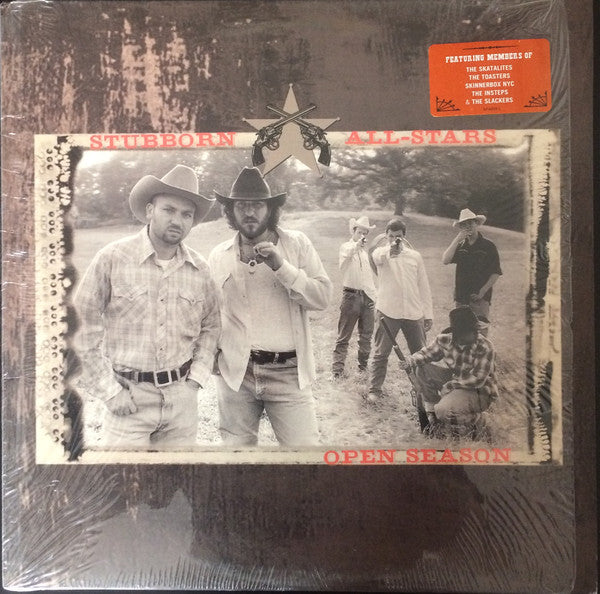 FEATURING MEMBERS OF
THE SKATALITES
THE TOASTERS
SKINNERBOX NYC
THE INSTEPS
& THE SLACKERS
STUBBORN ALL-STARS
OPEN SEASON